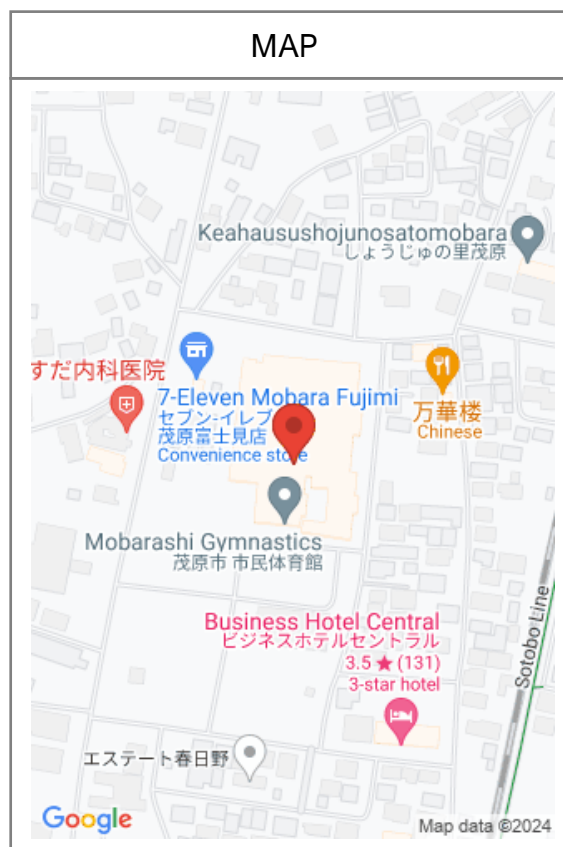 MAP
Keahausushojunosatomobara
しょうじゅの里茂原
すだ内科医院
7-Eleven Mobara Fujimi
セブン-イレブ
茂原富士見店
Convenience store
万華楼
Chinese
Mobarashi Gymnastics
茂原市 市民体育館
Business Hotel Central
ビジネスホテルセントラル
3.5 ★ (131)
3-star hotel
Sotobo Line
エステート春日野
Google
Map data ©2024